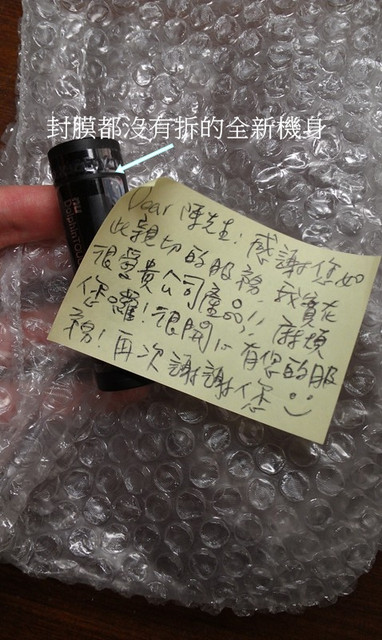 封膜都沒有拆的全新機身
Dear 陳先生! 感謝您如
此親切的服務, 我實在
很愛貴公司產品!! 麻煩
您囉! 很開心有您的服
務! 再次謝謝您